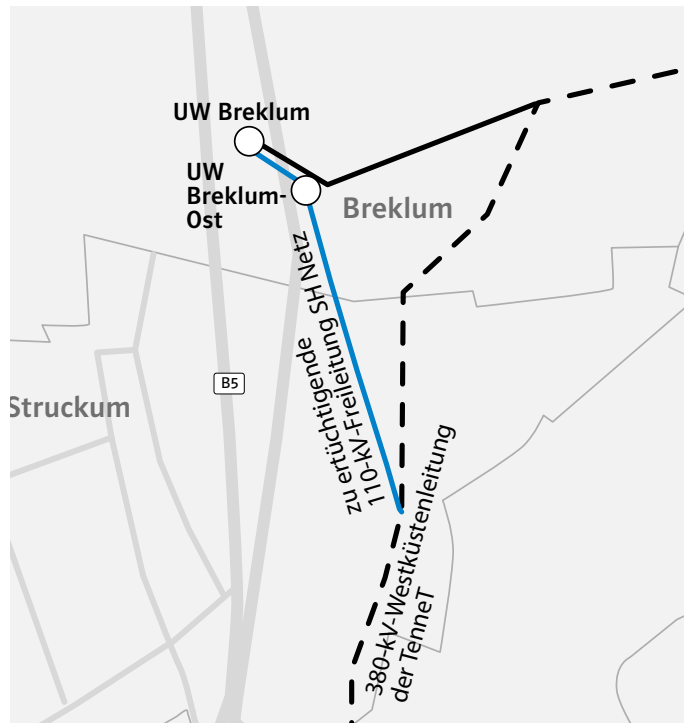 UW Breklum
UW
Breklum-
Ost
Breklum
zu ertüchtigende
110-kV-Freileitung SH Netz
B5
Struckum
380-kV-Westküstenleitung
der TenneT